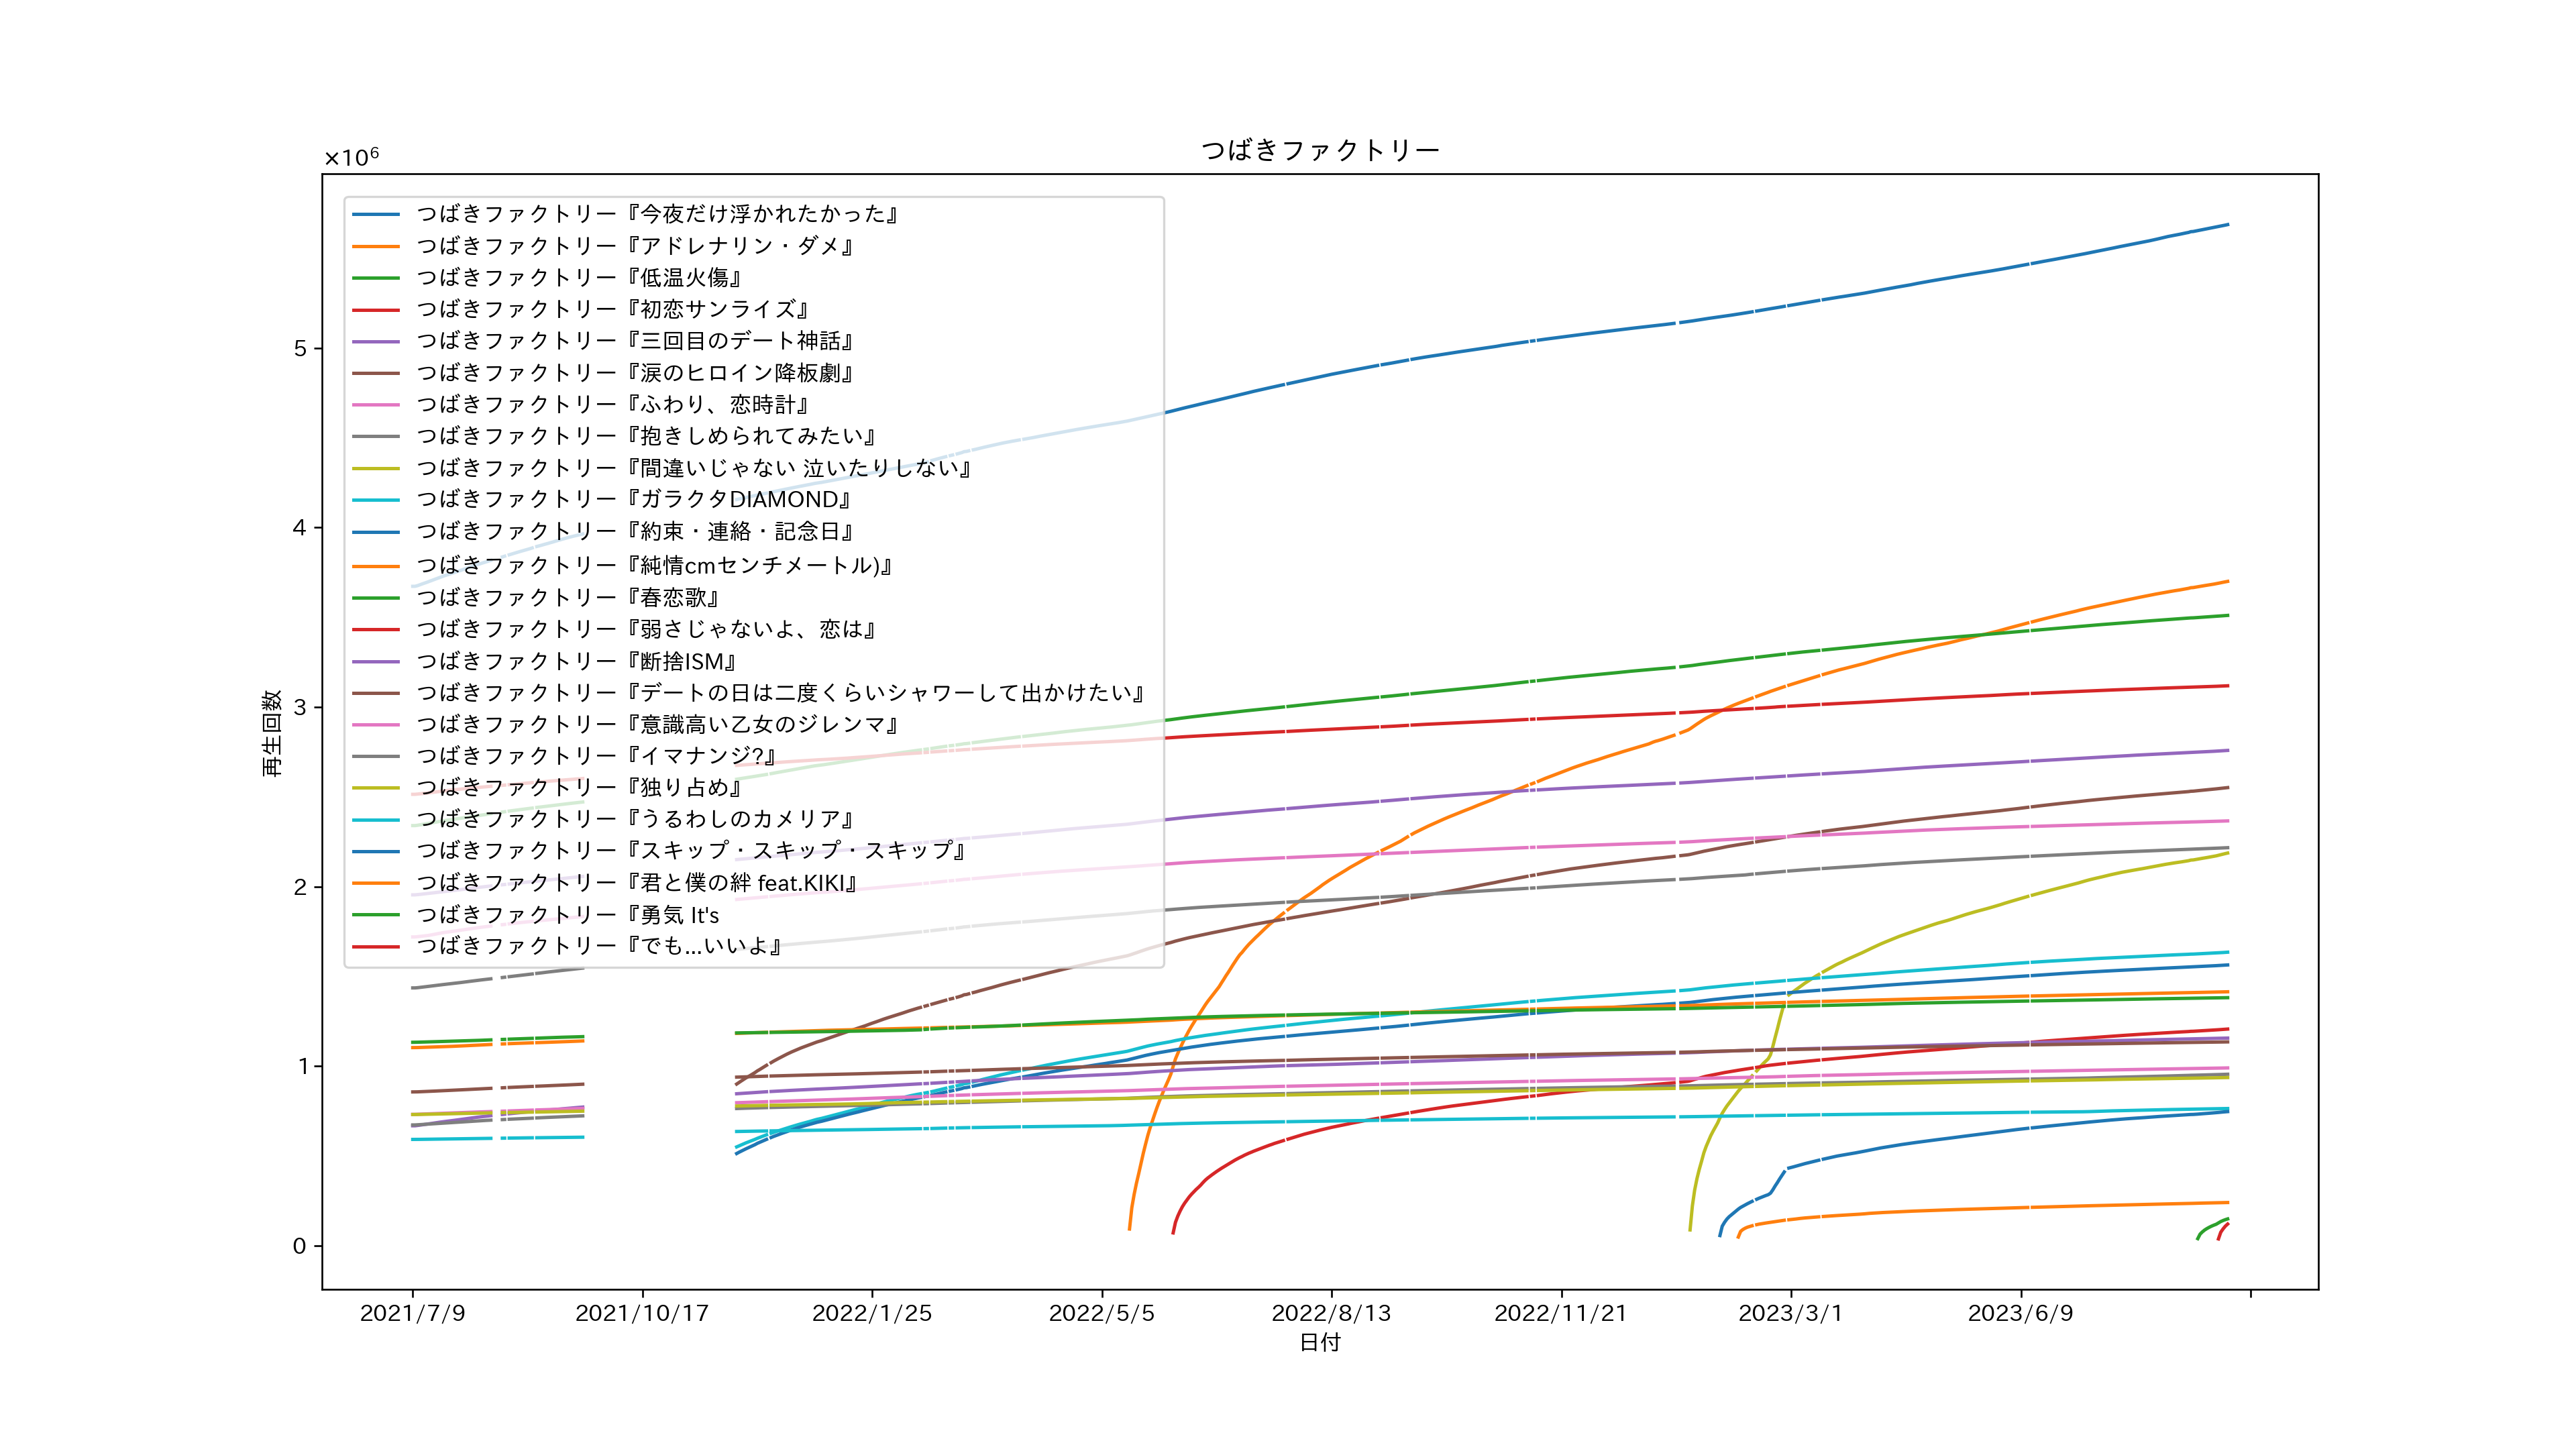 つばきファクトリー
×10⁶
つばきファクトリー『今夜だけ浮かれたかった』
つばきファクトリー『アドレナリン・ダメ』
つばきファクトリー『低温火傷』
つばきファクトリー『初恋サンライズ』
つばきファクトリー『三回目のデート神話』
つばきファクトリー『涙のヒロイン降板劇』
つばきファクトリー『ふわり、恋時計』
つばきファクトリー『抱きしめられてみたい』
つばきファクトリー『間違いじゃない 泣いたりしない』
つばきファクトリー『ガラクタDIAMOND』
つばきファクトリー『約束・連絡・記念日』
つばきファクトリー『純情cmセンチメートル)』
つばきファクトリー『春恋歌』
つばきファクトリー『弱さじゃないよ、恋は』
つばきファクトリー『断捨ISM』
つばきファクトリー『デートの日は二度くらいシャワーして出かけたい』
つばきファクトリー『意識高い乙女のジレンマ』
つばきファクトリー『イマナンジ?』
つばきファクトリー『独り占め』
つばきファクトリー『うるわしのカメリア』
つばきファクトリー『スキップ・スキップ・スキップ』
つばきファクトリー『君と僕の絆 feat.KIKI』
つばきファクトリー『勇気 It's
つばきファクトリー『でも...いいよ』
再生回数
5
4
3
2
1
0
2021/7/9 2021/10/17 2022/1/25 2022/5/5 2022/8/13 2022/11/21 2023/3/1 2023/6/9
日付